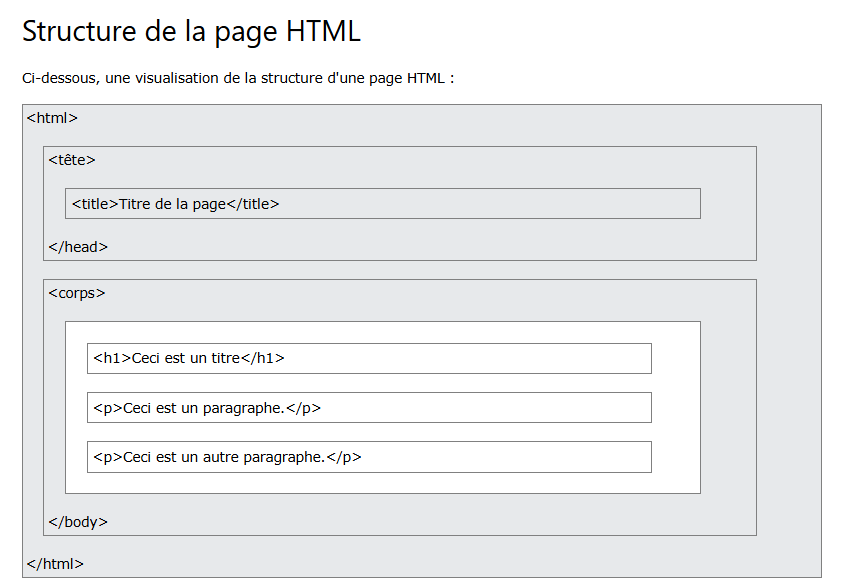 Structure de la page HTML
Ci-dessous, une visualisation de la structure d'une page HTML :
<html>
<tête>
<title>Titre de la page</title>
</head>
<corps>
<h1>Ceci est un titre</h1>
<p>Ceci est un paragraphe.</p>
<p>Ceci est un autre paragraphe.</p>
</body>
</html>